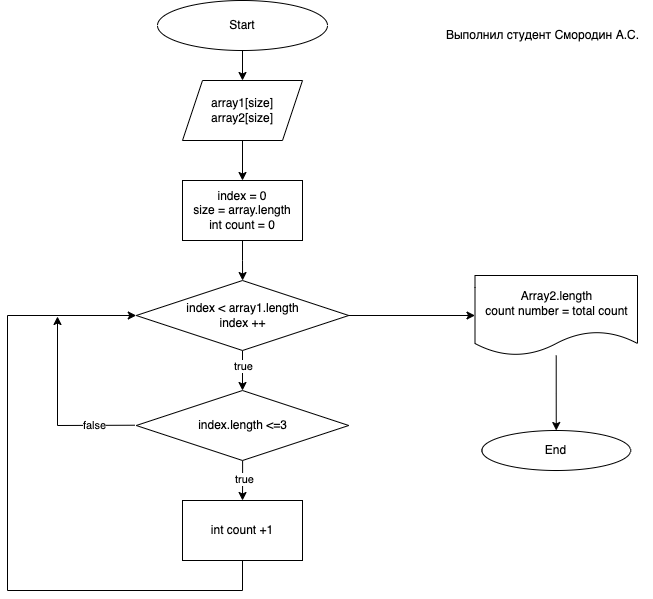 Start
Выполнил студент Смородин А.С.
array1[size]
array2[size]
index = 0
size = array.length
int count = 0
index < array1.length
index ++
Array2.length
count number = total count
true
false
index.length <=3
End
true
int count +1